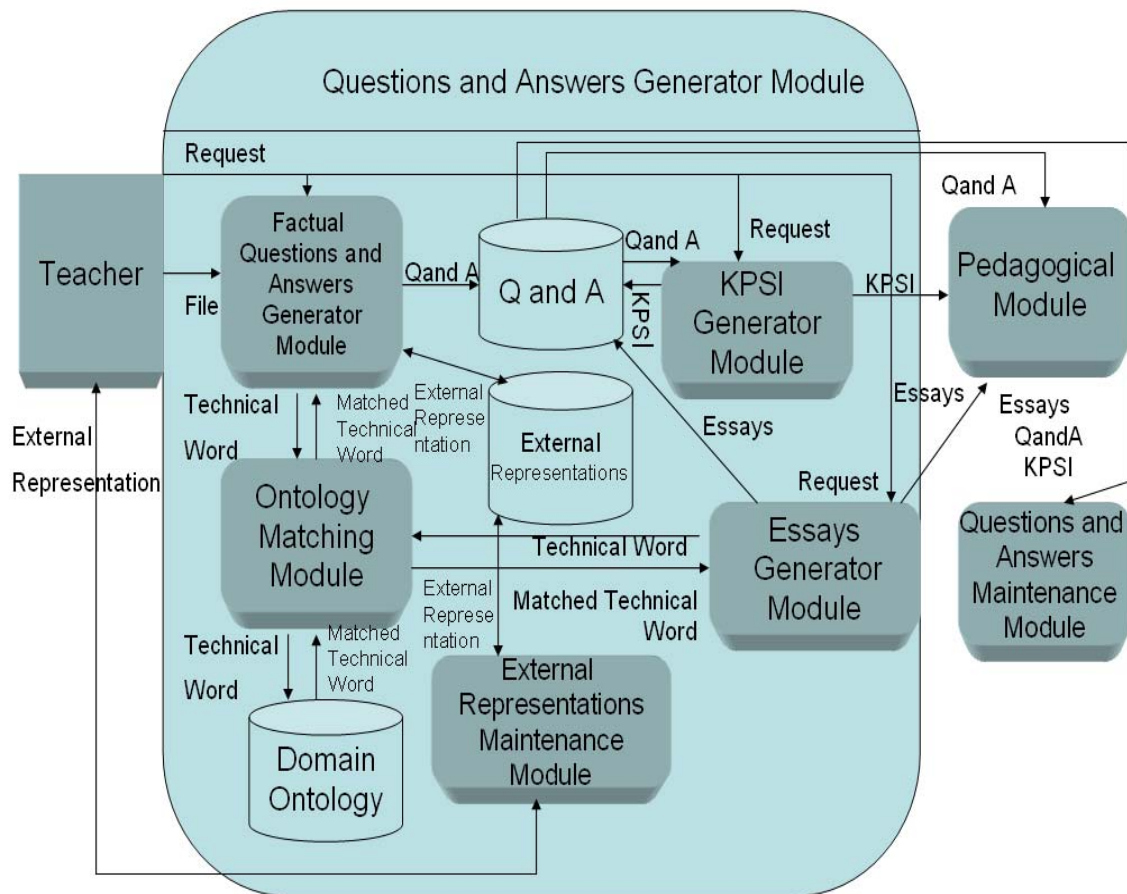 Questions and Answers Generator Module
Request
Teacher
File
Factual
Questions and
Answers
Generator
Module
Qand A
Q and A
Qand A
KPSI
Request
KPSI
Generator
Module
KPSI
Qand A
Pedagogical
Module
External
Representation
Technical
Word
Matched
Technical
Word
External
Represe
ntation
External
Representations
Essays
Essays
Essays
QandA
KPSI
Request
Ontology
Matching
Module
Technical Word
Matched Technical
Word
Essays
Generator
Module
Questions and
Answers
Maintenance
Module
External
Represe
ntation
Technical
Word
Matched
Technical
Word
External
Representations
Maintenance
Module
Domain
Ontology